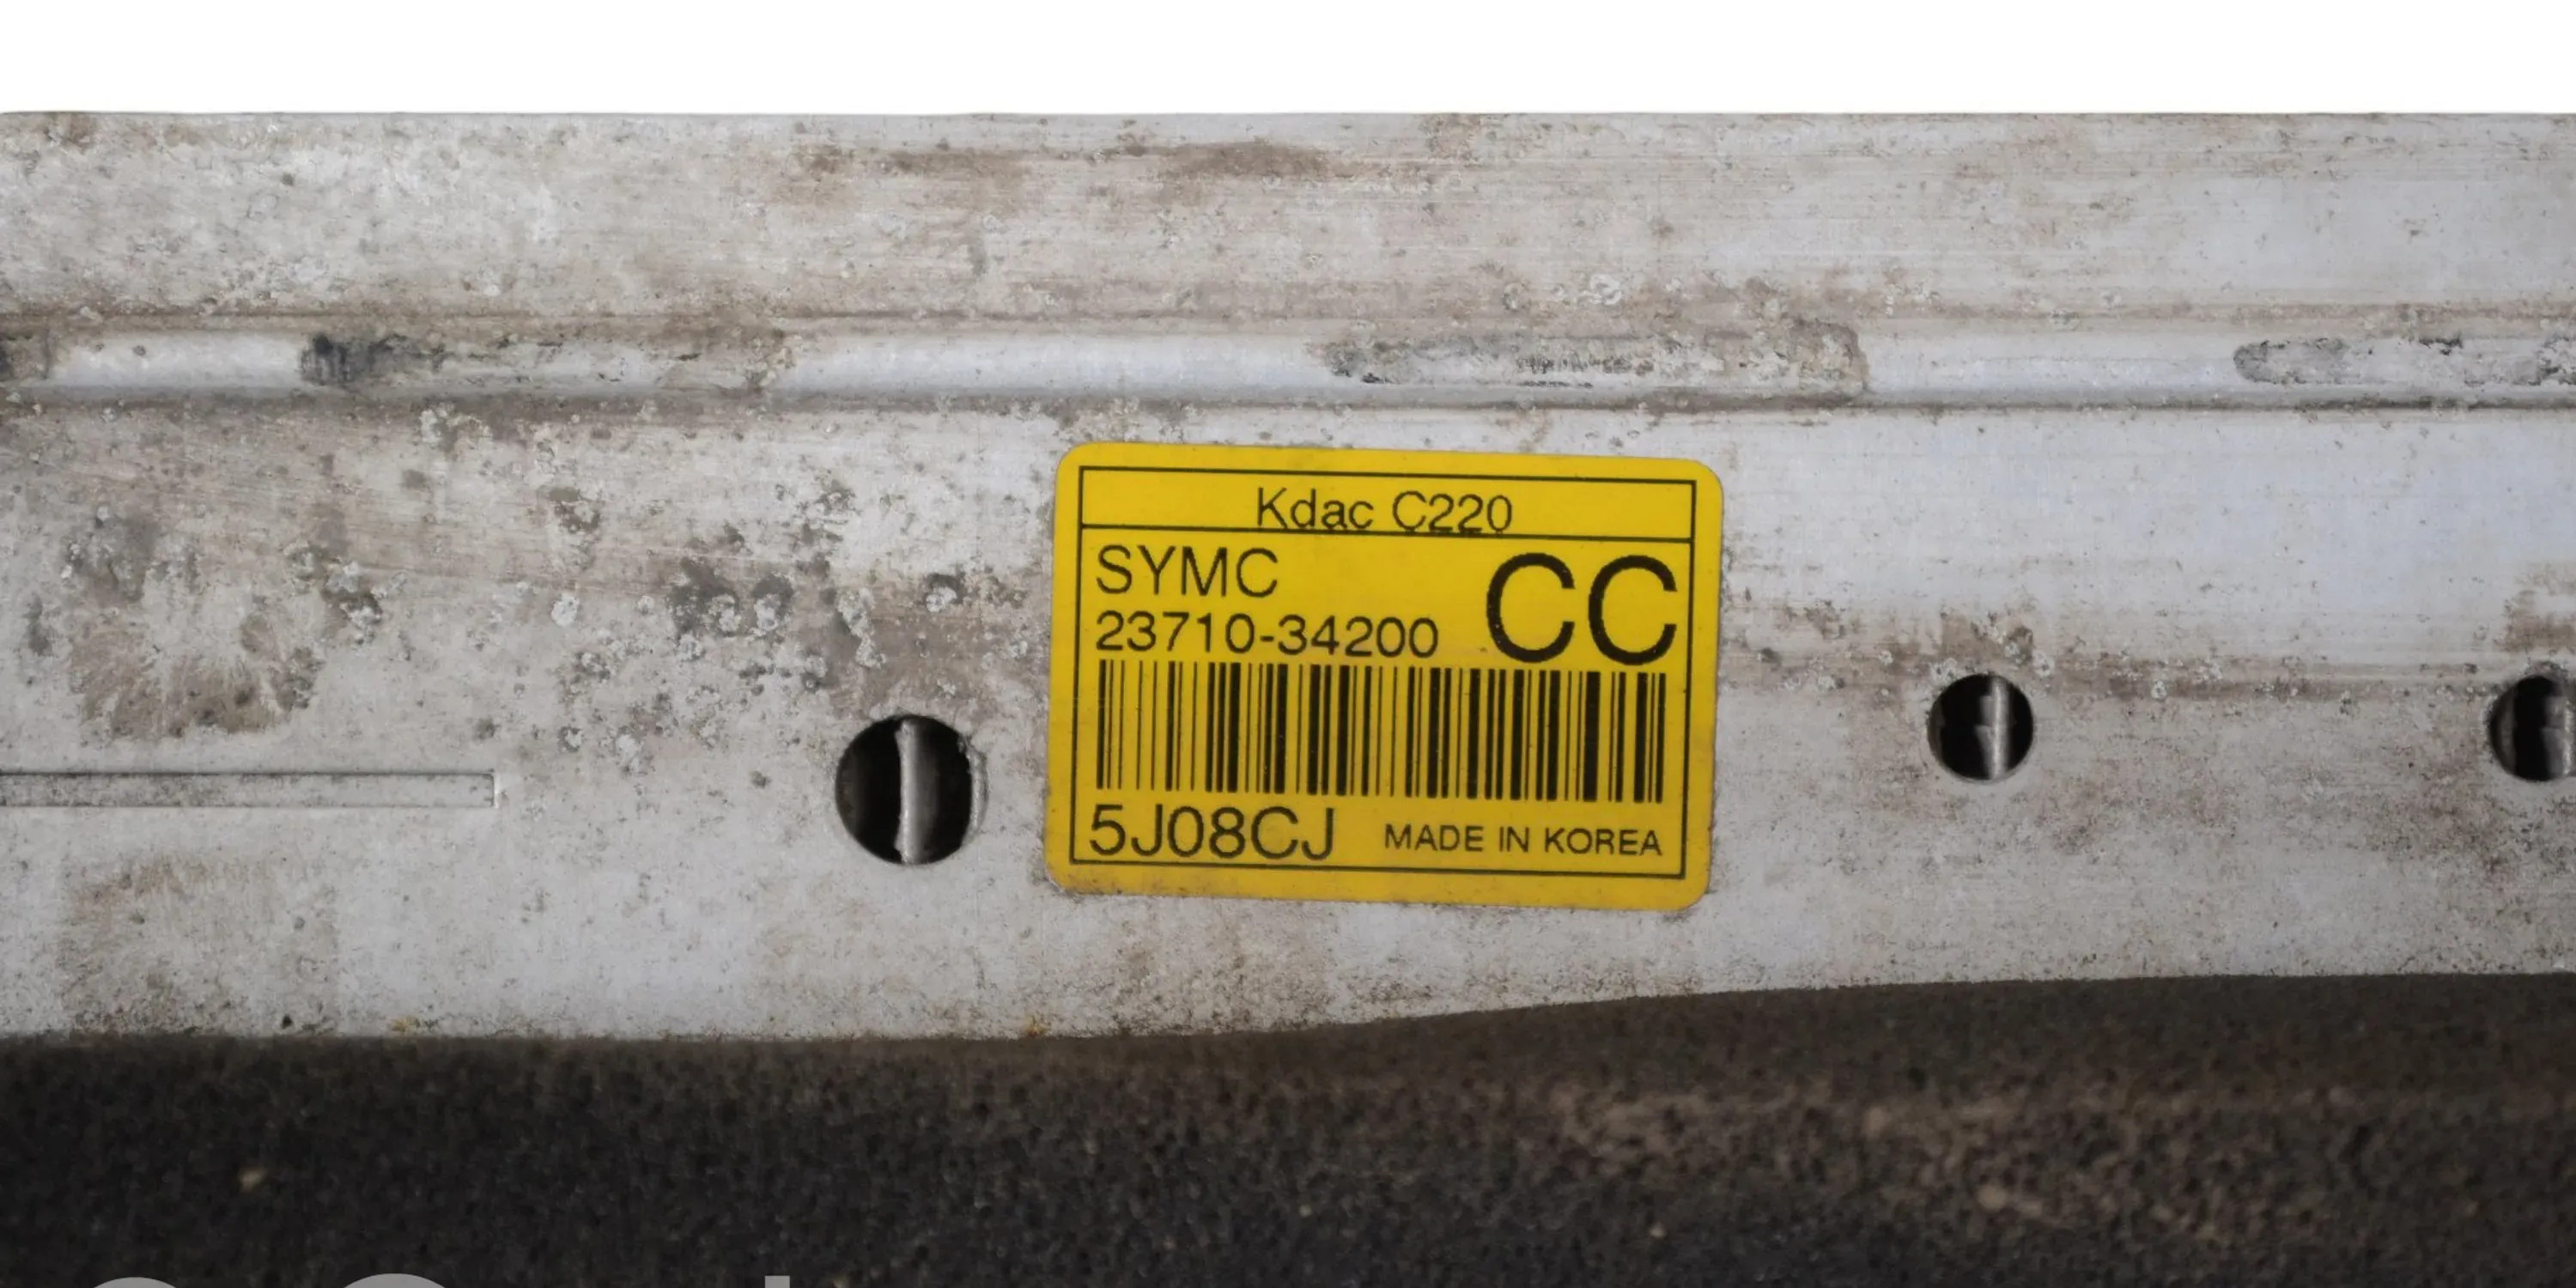 Kdac C220
SYMC
CC
23710-34200
5J08CJ
MADE IN KOREA